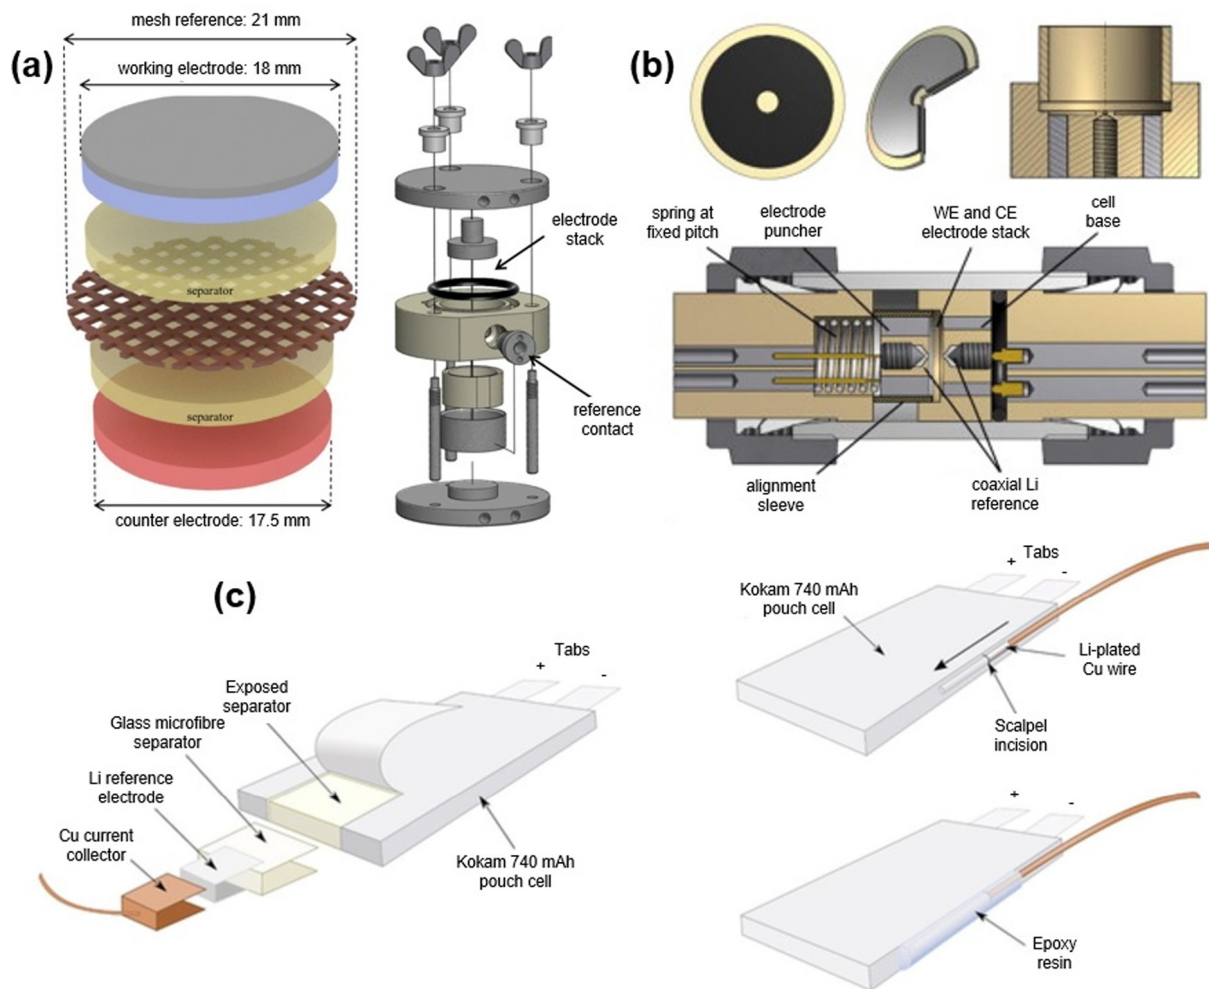 (a)
mesh reference: 21 mm
working electrode: 18 mm
separator
separator
counter electrode: 17.5 mm
electrode
stack
reference
contact
(b)
spring at
fixed pitch
electrode
puncher
WE and CE
electrode stack
cell
base
alignment
sleeve
coaxial Li
reference
(c)
Tabs
+
-
Exposed
separator
Glass microfibre
separator
Li reference
electrode
Cu current
collector
Kokam 740 mAh
pouch cell
Tabs
+
-
Kokam 740 mAh
pouch cell
Li-plated
Cu wire
Scalpel
incision
+
-
Epoxy
resin